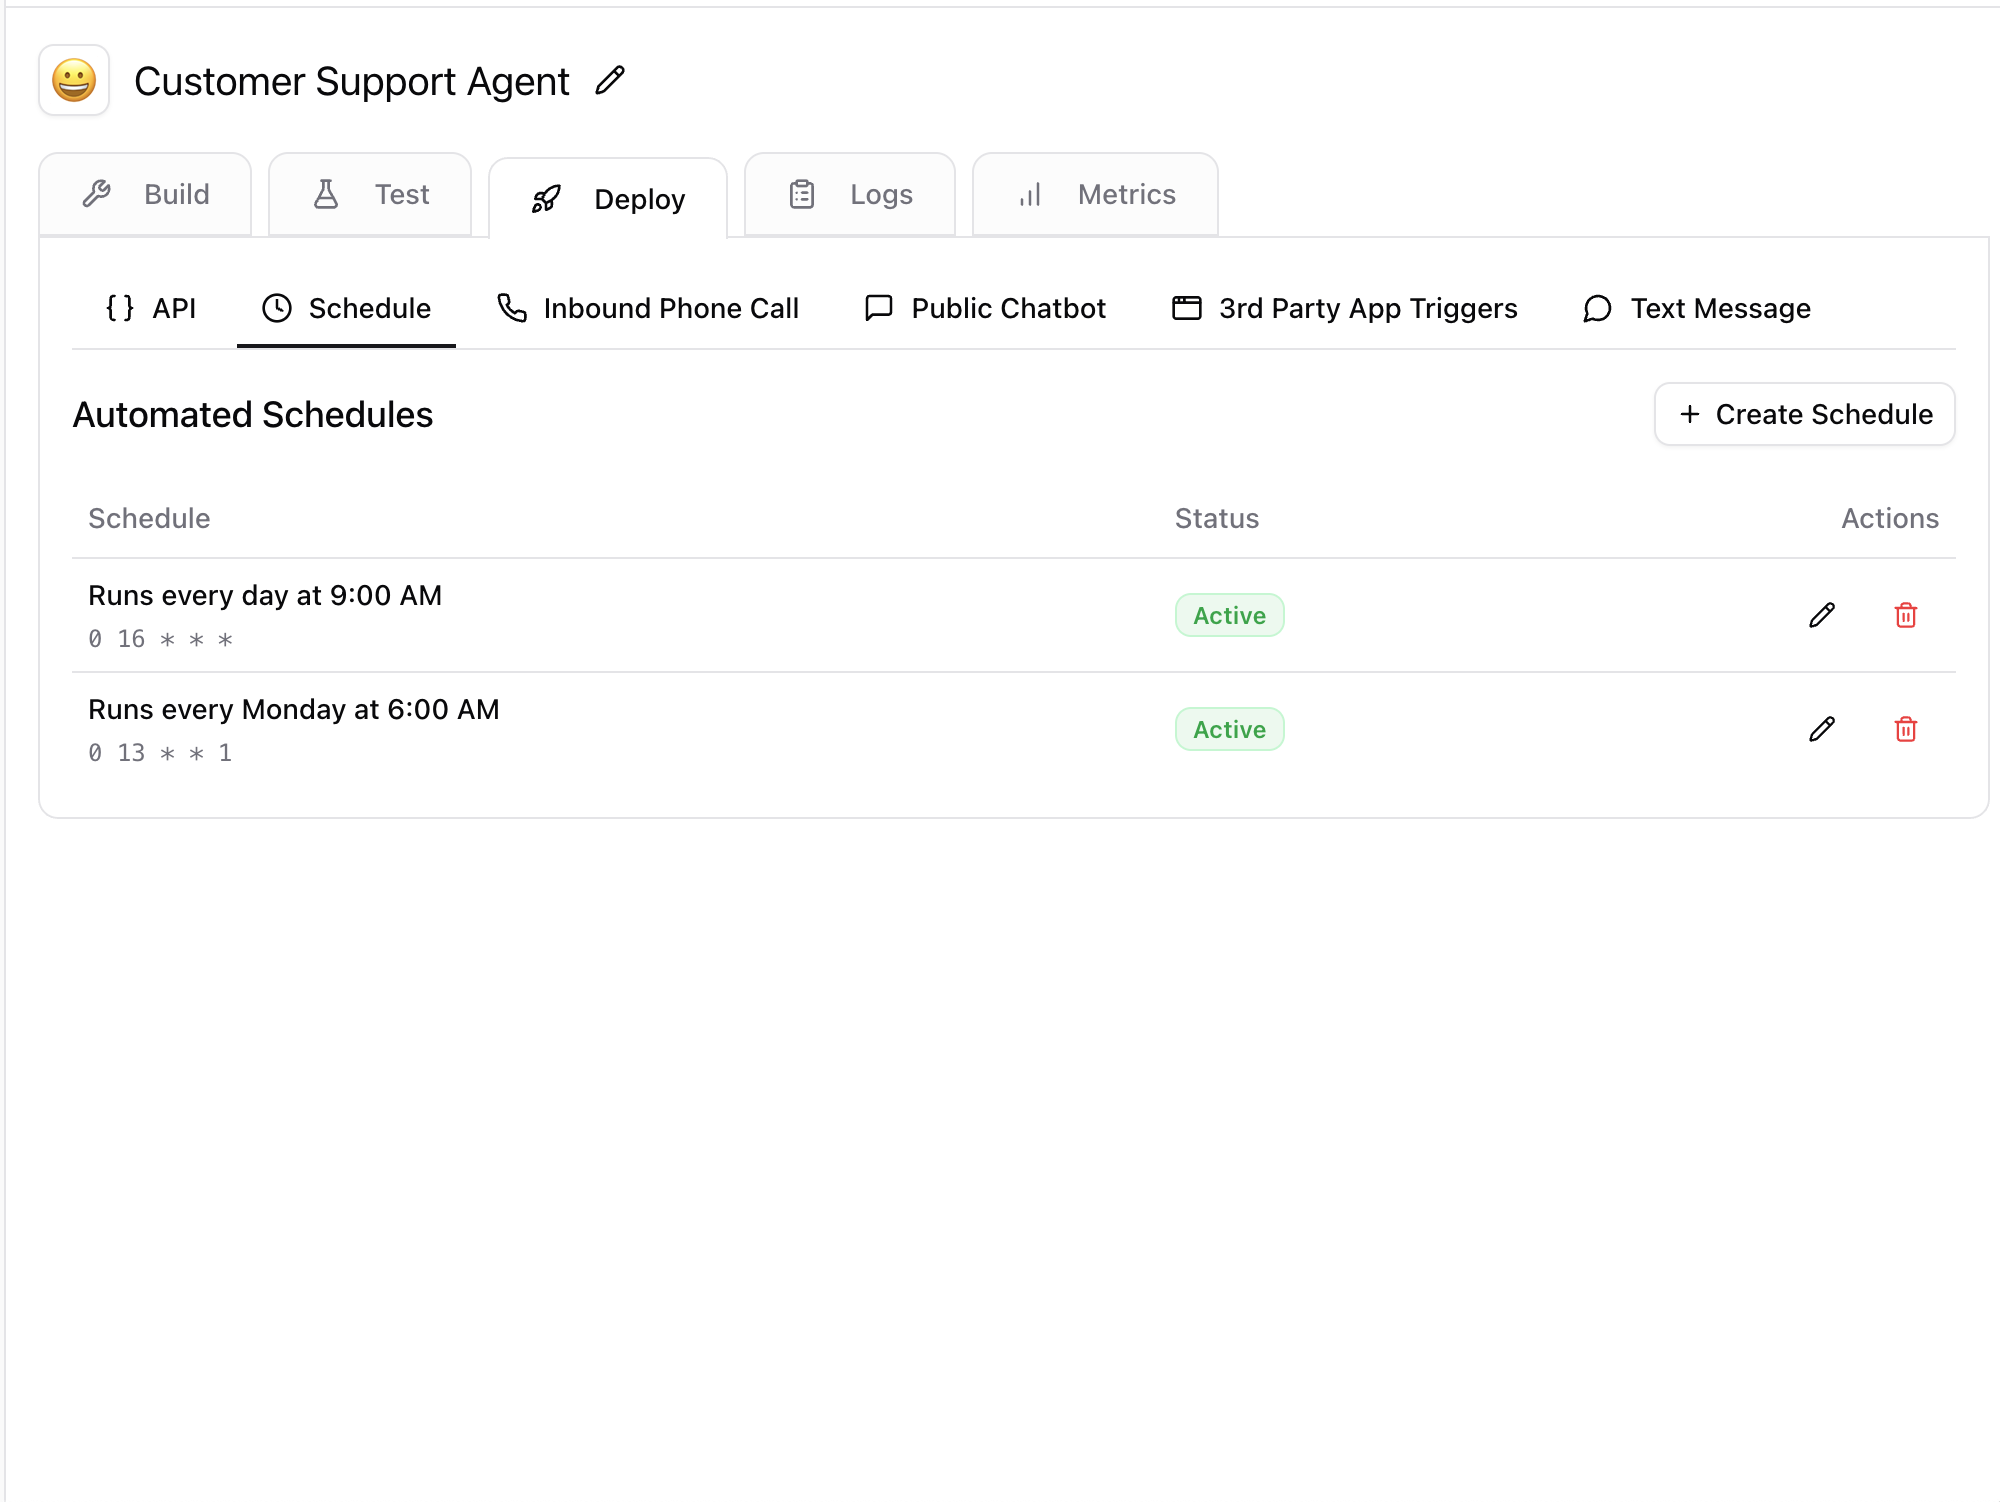 Customer Support Agent
Build
Test
Deploy
Logs
Metrics
API
Schedule
Inbound Phone Call
Public Chatbot
3rd Party App Triggers
Text Message
Automated Schedules
+ Create Schedule
Schedule
Status
Actions
Runs every day at 9:00 AM
0 16 * * *
Active
Runs every Monday at 6:00 AM
0 13 * * 1
Active